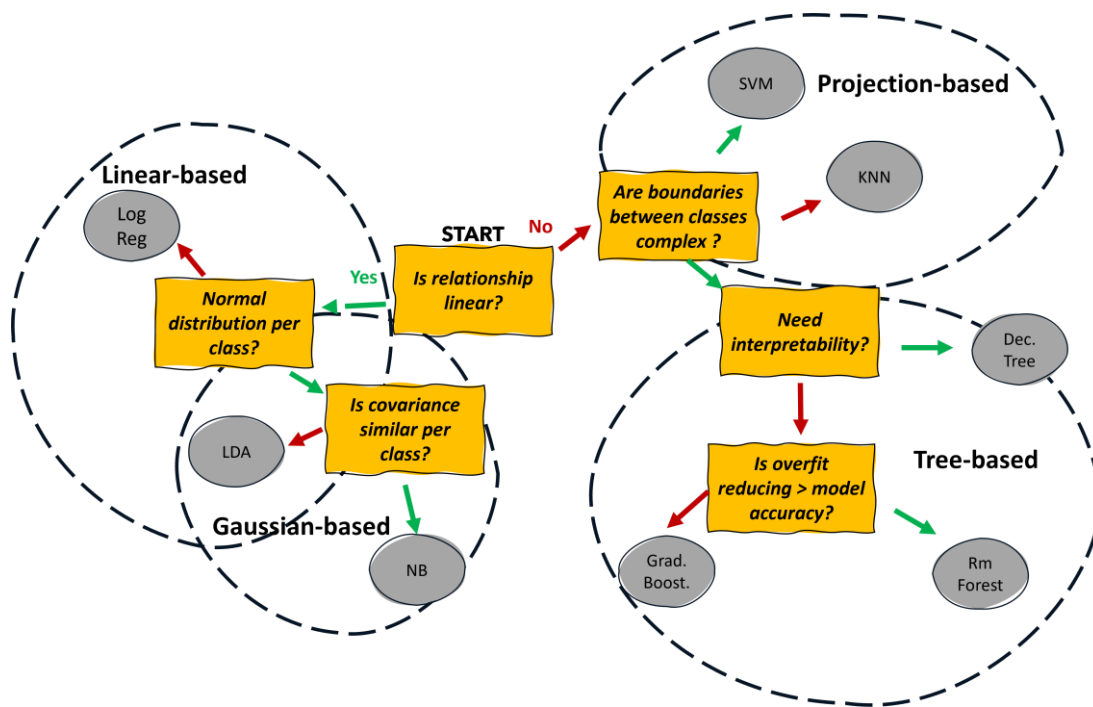 SVM
Projection-based
KNN
Are boundaries
between classes
complex ?
Linear-based
Log
Reg
START
No
Yes
Is relationship
linear?
Normal
distribution per
class?
Need
interpretability?
Dec.
Tree
Is covariance
similar per
class?
LDA
Is overfit
reducing > model
accuracy?
Tree-based
Gaussian-based
NB
Grad.
Boost.
Rm
Forest